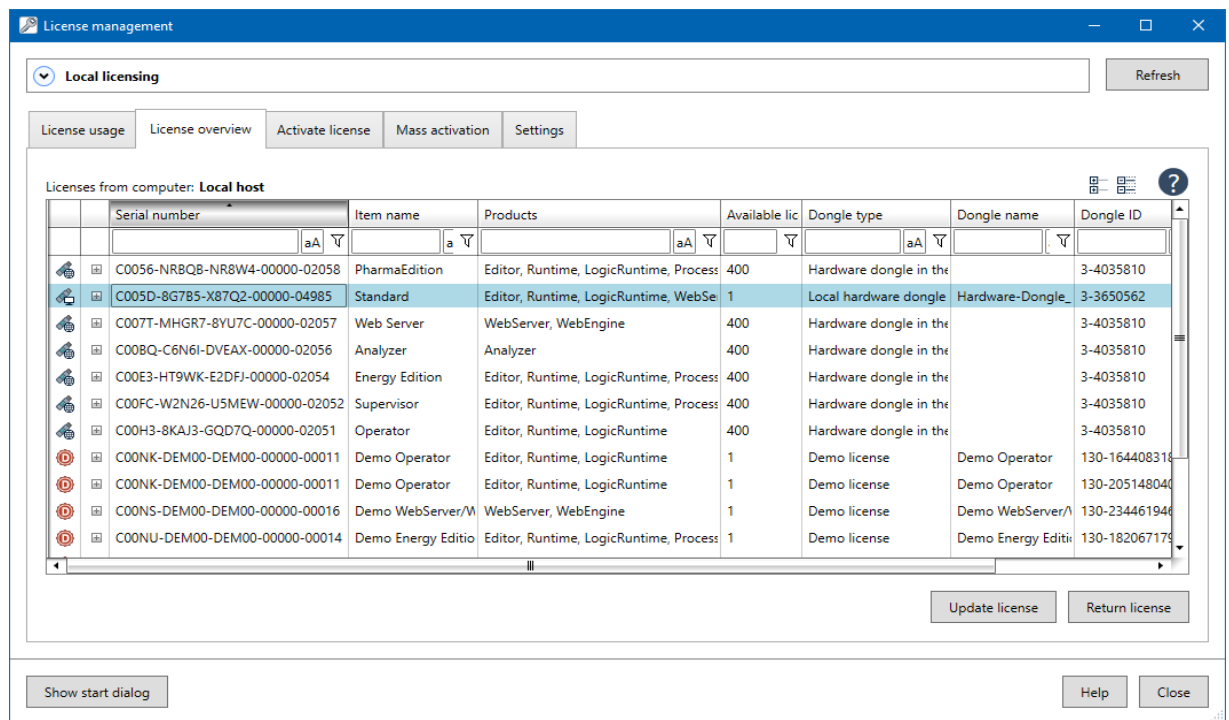 License management
Local licensing Refresh
License usage License overview Activate license Mass activation Settings
Licenses from computer: Local host ?
Serial number Item name Products Available lic Dongle type Dongle name Dongle ID
aA a aA aA
C0056-NRBQB-NR8W4-00000-02058 PharmaEdition Editor, Runtime, LogicRuntime, Process 400 Hardware dongle in the 3-4035810
C005D-8G7B5-X87Q2-00000-04985 Standard Editor, Runtime, LogicRuntime, WebSe 1 Local hardware dongle Hardware-Dongle_ 3-3650562
C007T-MHGR7-8YU7C-00000-02057 Web Server WebServer, WebEngine 400 Hardware dongle in the 3-4035810
C00BQ-C6N6I-DVEAX-00000-02056 Analyzer Analyzer 400 Hardware dongle in the 3-4035810
C00E3-HT9WK-E2DFJ-00000-02054 Energy Edition Editor, Runtime, LogicRuntime, Process 400 Hardware dongle in the 3-4035810
C00FC-W2N26-U5MEW-00000-02052 Supervisor Editor, Runtime, LogicRuntime, Process 400 Hardware dongle in the 3-4035810
C00H3-8KAJ3-GQD7Q-00000-02051 Operator Editor, Runtime, LogicRuntime 400 Hardware dongle in the 3-4035810
D C00NK-DEM00-DEM00-00000-00011 Demo Operator Editor, Runtime, LogicRuntime 1 Demo license Demo Operator 130-164408318
D C00NK-DEM00-DEM00-00000-00011 Demo Operator Editor, Runtime, LogicRuntime 1 Demo license Demo Operator 130-205148040
D C00NS-DEM00-DEM00-00000-00016 Demo WebServer/W WebServer, WebEngine 1 Demo license Demo WebServer/ 130-234461946
D C00NU-DEM00-DEM00-00000-00014 Demo Energy Editio Editor, Runtime, LogicRuntime, Process 1 Demo license Demo Energy Editi 130-182067179
Update license Return license
Show start dialog Help Close